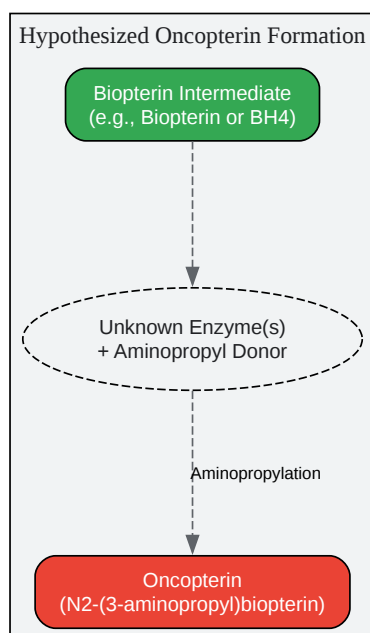 Hypothesized Oncopterin Formation
Biopterin Intermediate
(e.g., Biopterin or BH4)
Unknown Enzyme(s)
+ Aminopropyl Donor
Aminopropylation
Oncopterin
(N2-(3-aminopropyl)biopterin)